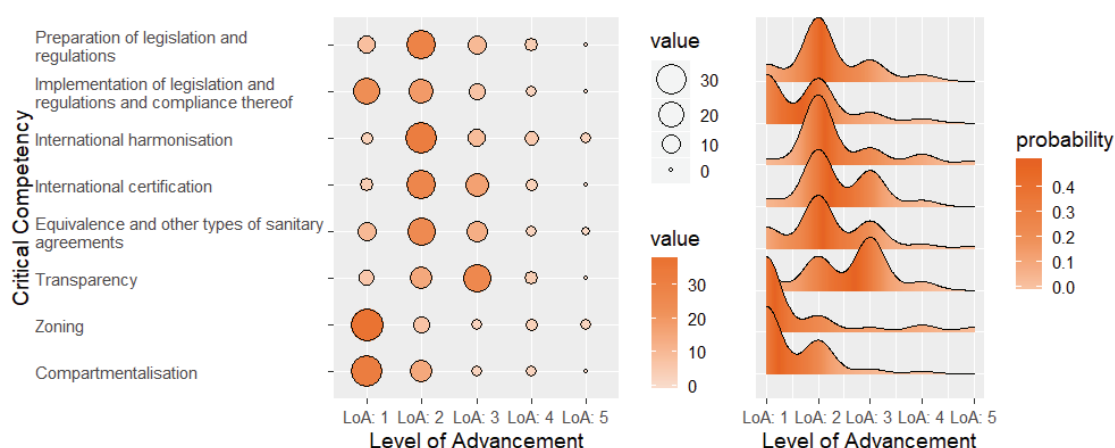 Critical Competency
Preparation of legislation and
regulations
Implementation of legislation and
regulations and compliance thereof
International harmonisation
International certification
Equivalence and other types of sanitary
agreements
Transparency
Zoning
Compartmentalisation
LoA: 1 LoA: 2 LoA: 3 LoA: 4 LoA: 5
Level of Advancement
value
30
20
10
0
value
30
20
10
0
LoA: 1 LoA: 2 LoA: 3 LoA: 4 LoA: 5
Level of Advancement
probability
0.4
0.3
0.2
0.1
0.0